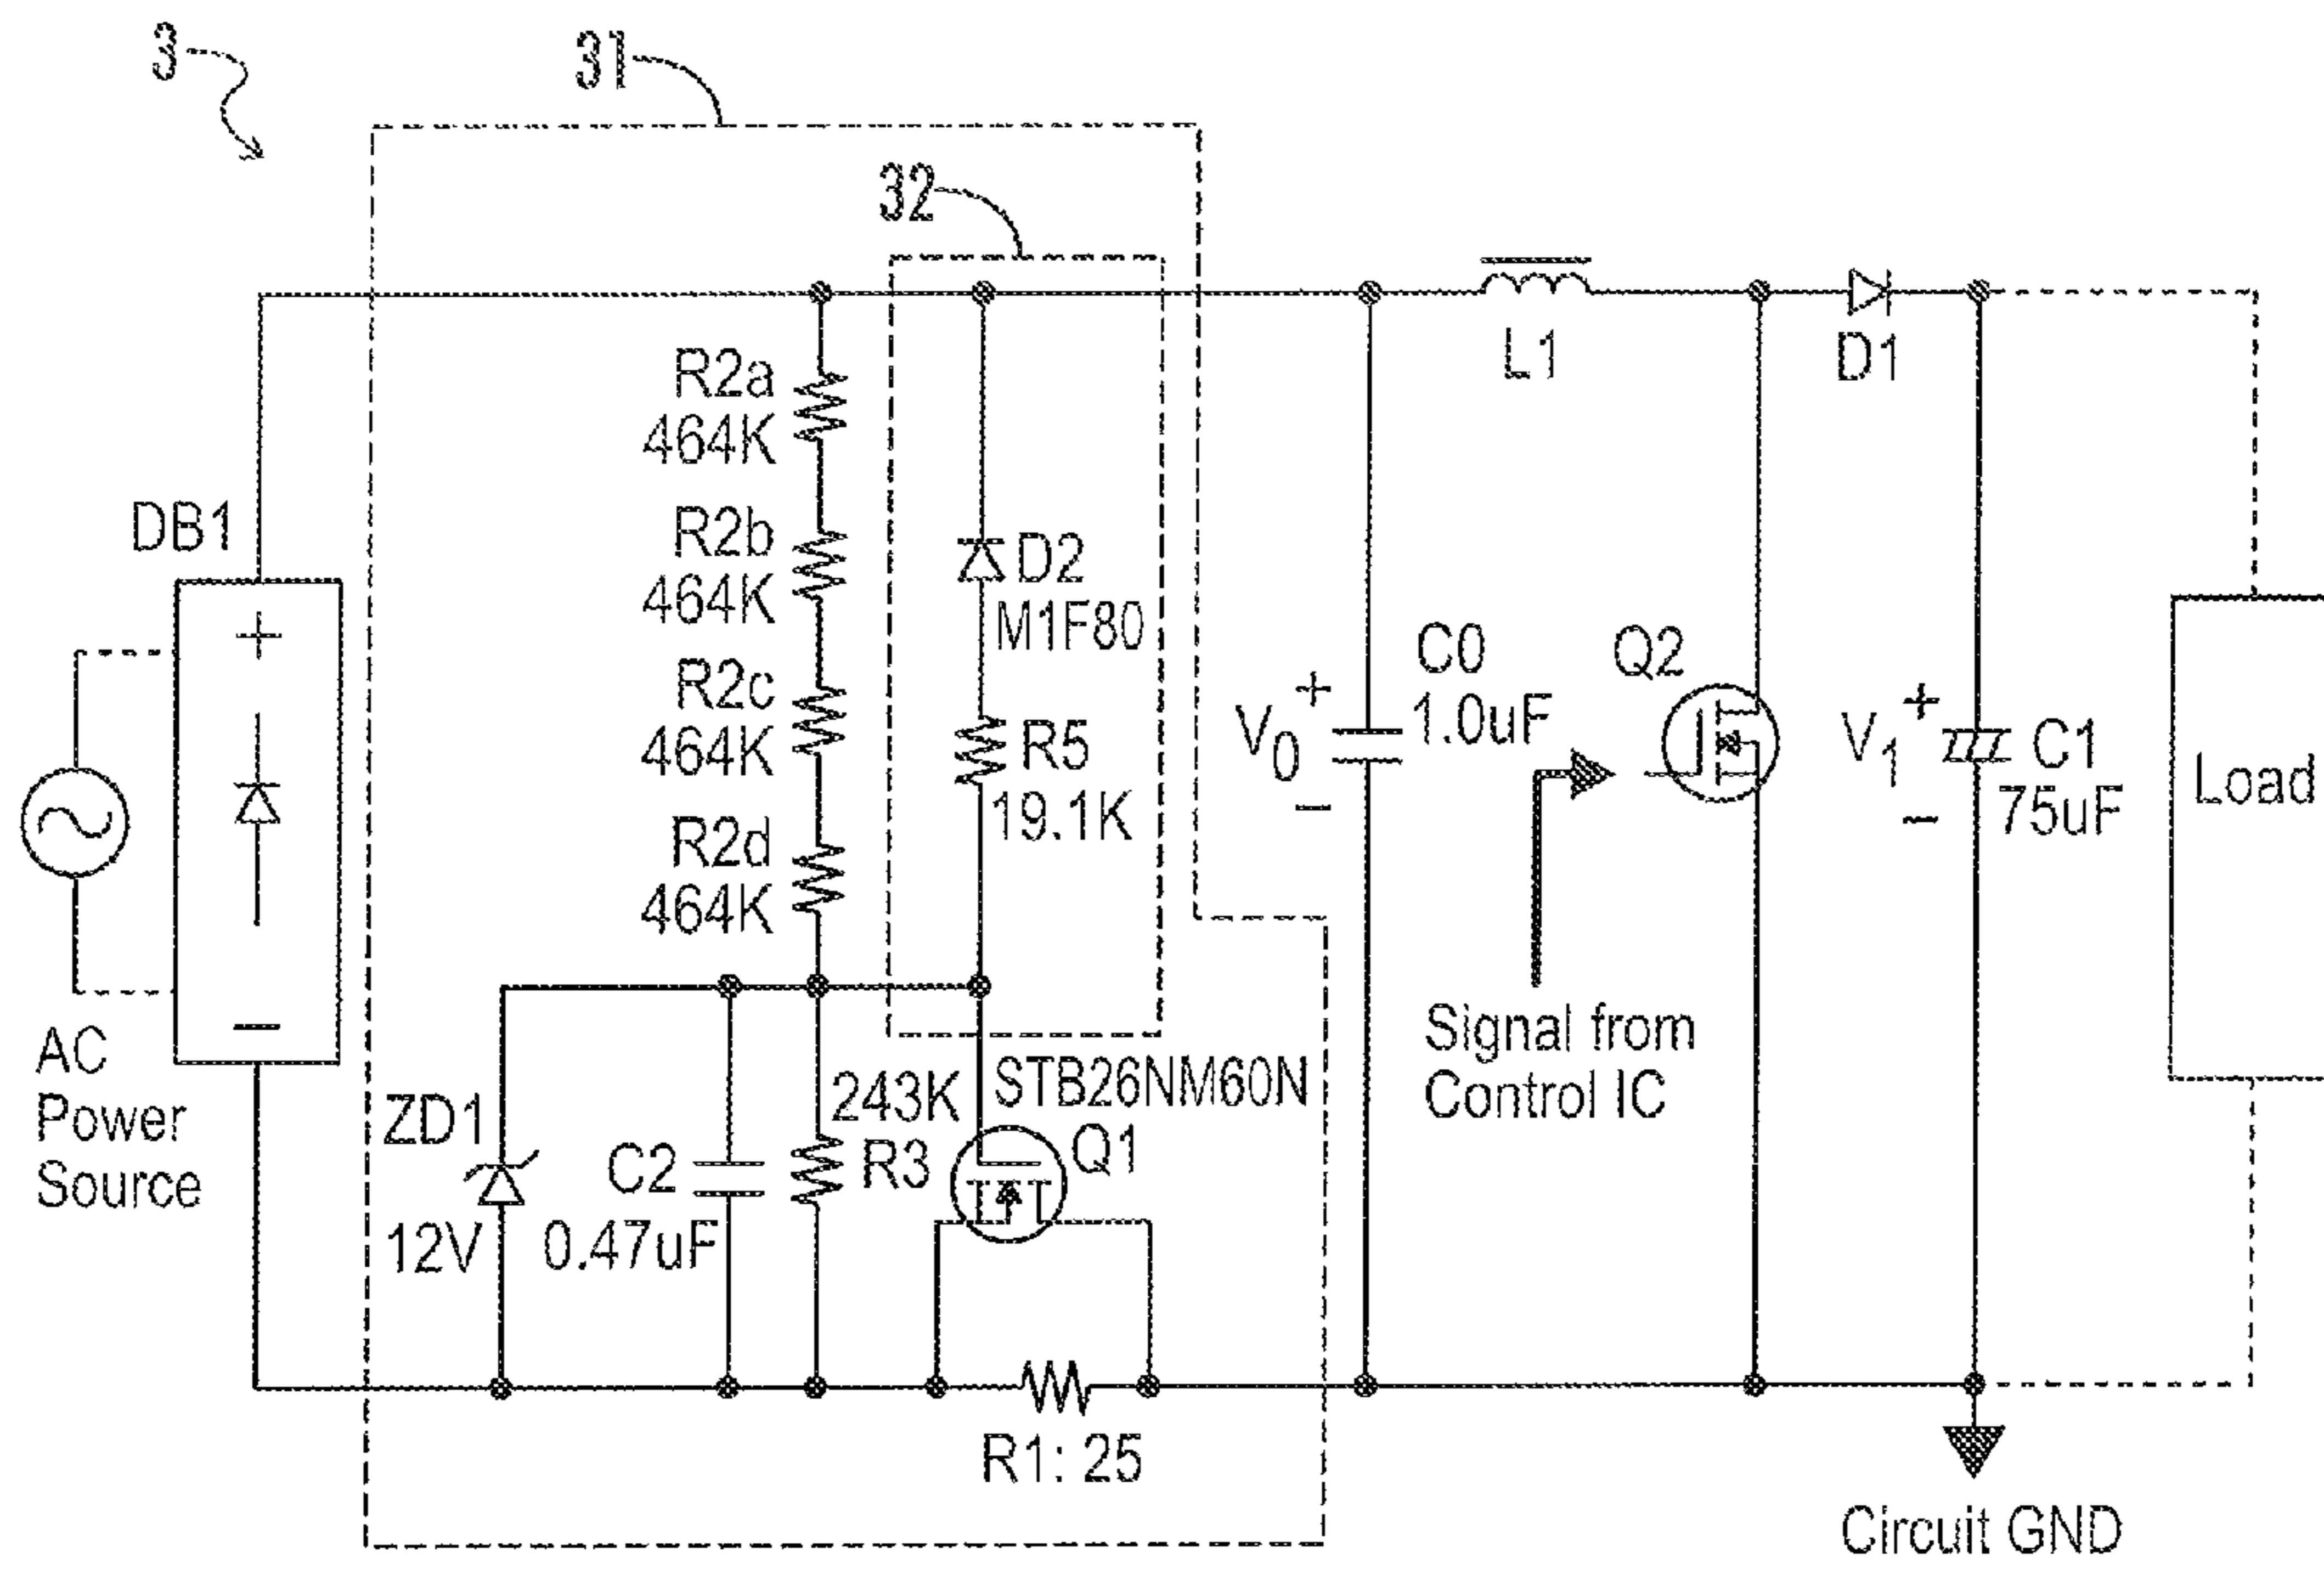 3
31
32
R2a
464K
R2b
464K
R2c
464K
R2d
464K
DB1
+
−
AC
Power
Source
D2
M1F80
R5
19.1K
L1
D1
V0
+
−
C0
1.0uF
Q2
V1
+
−
C1
75uF
Load
Signal from
Control IC
ZD1
12V
C2
0.47uF
243K
R3
STB26NM60N
Q1
R1: 25
Circuit GND